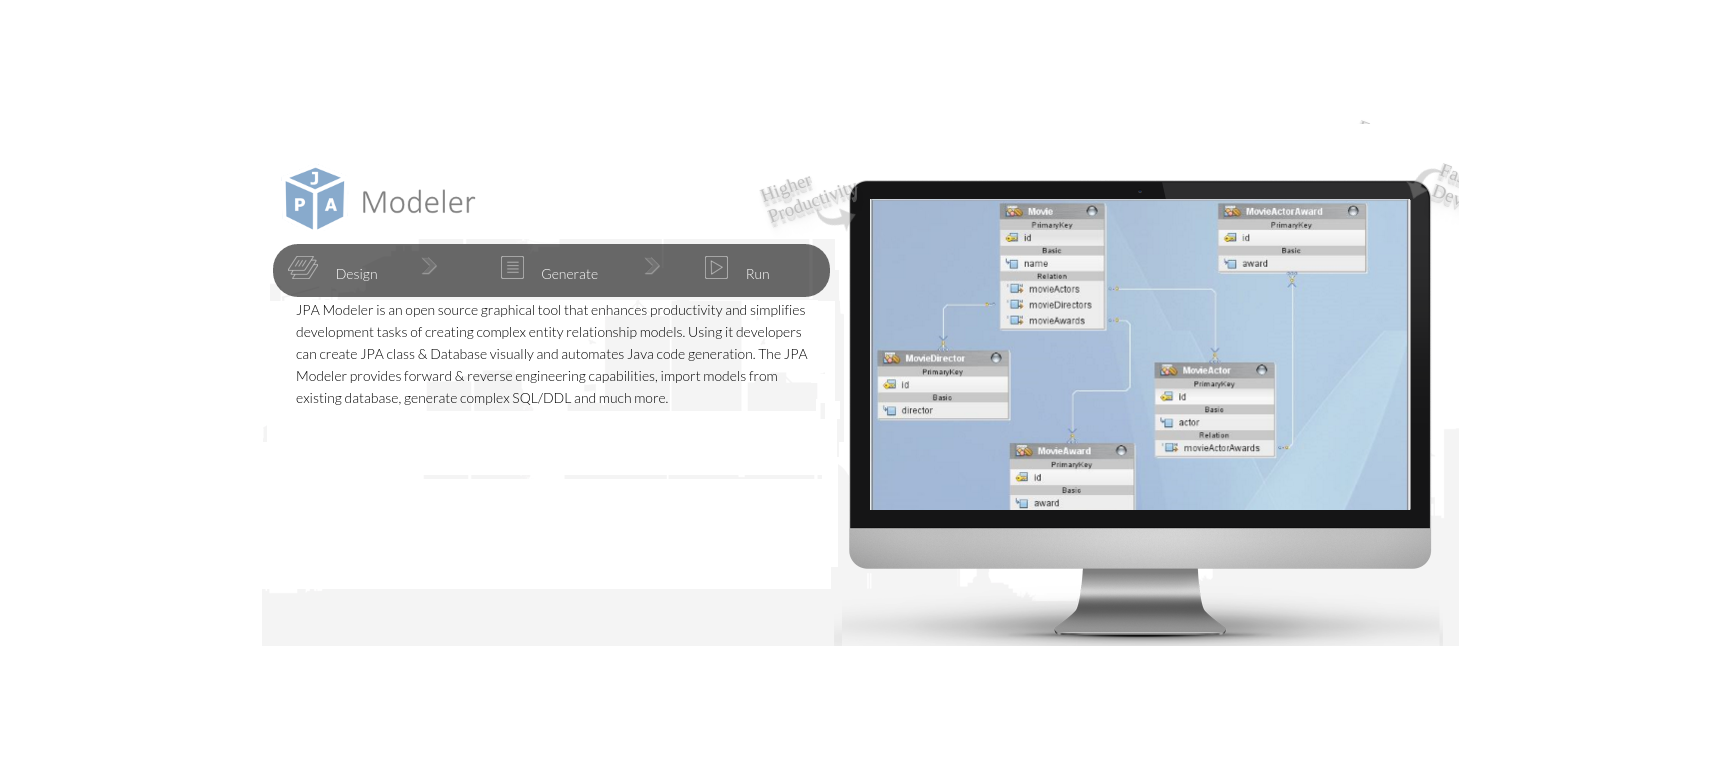 J
P A
Modeler
Higher
Productivity
Design
Generate
Run
JPA Modeler is an open source graphical tool that enhances productivity and simplifies
development tasks of creating complex entity relationship models. Using it developers
can create JPA class & Database visually and automates Java code generation. The JPA
Modeler provides forward & reverse engineering capabilities, import models from
existing database, generate complex SQL/DDL and much more.
Movie
PrimaryKey
id
Basic
name
Relation
movieActors
movieDirectors
movieAwards
MovieActorAward
PrimaryKey
id
Basic
award
MovieDirector
PrimaryKey
id
Basic
director
MovieActor
PrimaryKey
id
Basic
actor
Relation
movieActorAwards
MovieAward
PrimaryKey
id
Basic
award